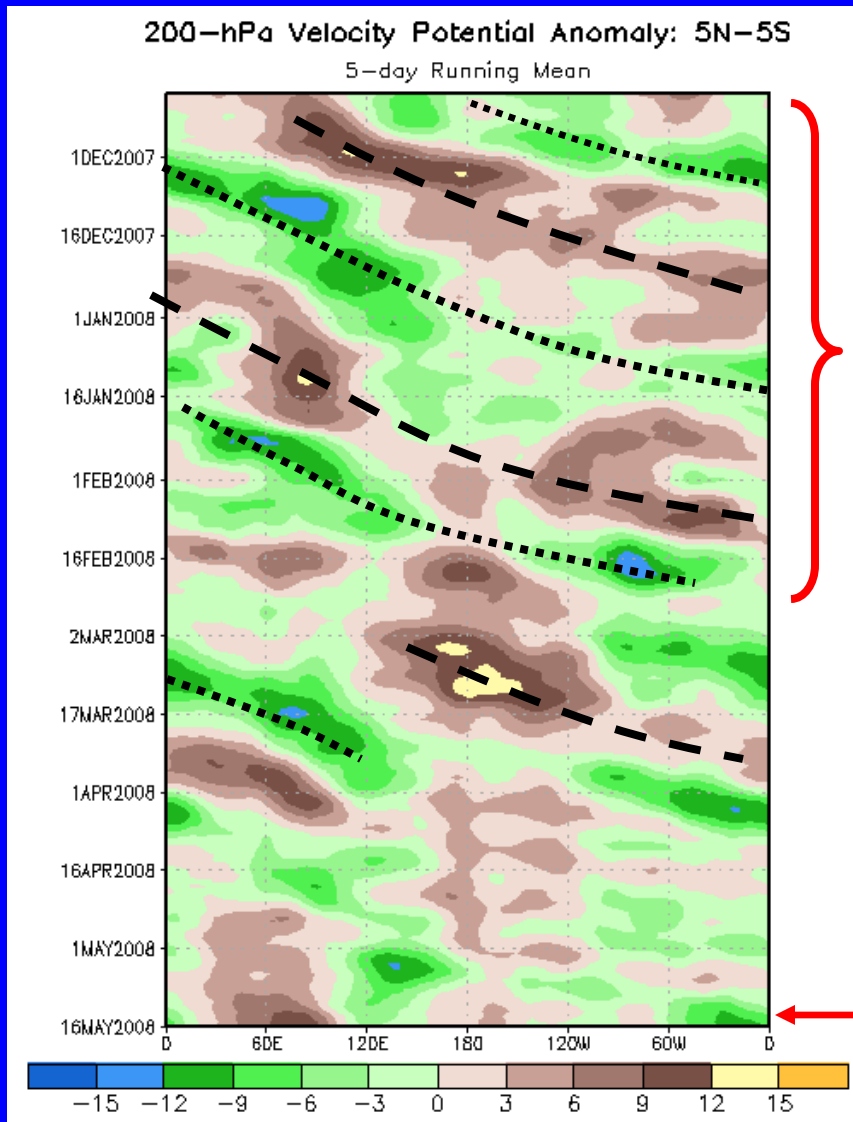 200-hPa Velocity Potential Anomaly: 5N-5S
5-day Running Mean
1DEC2007
16DEC2007
1JAN2008
16JAN2008
1FEB2008
16FEB2008
2MAR2008
17MAR2008
1APR2008
16APR2008
1MAY2008
16MAY2008
0 60E 120E 180 120W 60W 0
-15 -12 -9 -6 -3 0 3 6 9 12 15